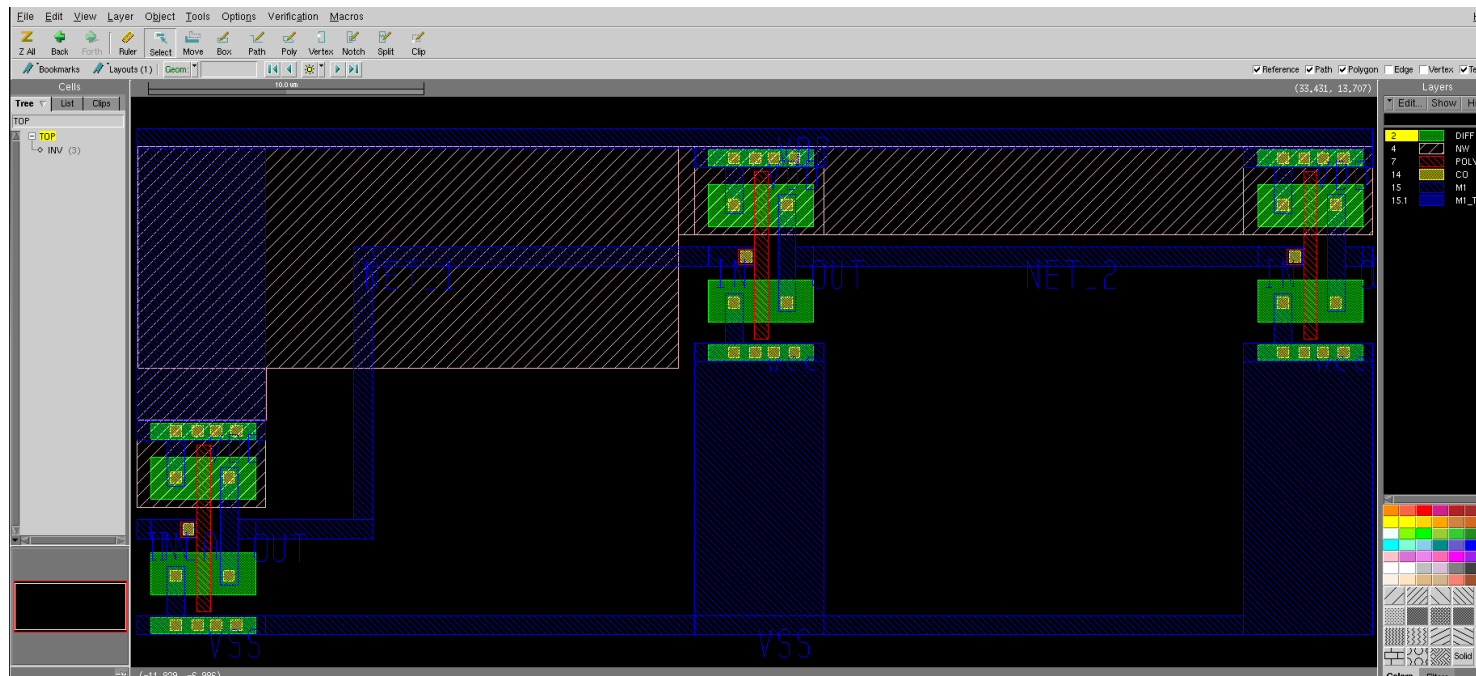 File Edit View Layer Object Tools Options Verification Macros
Z All Back Forth Ruler Select Move Box Path Poly Vertex Notch Split Clip
Bookmarks Layouts (1) Geom:
Reference Path Polygon Edge Vertex
Cells
10.0 um
(33.431, 13.707)
Layers
Tree List Clips
Edit... Show
TOP
TOP
INV (3)
2 DIFF
4 NW
7 POLY
14 CO
15 M1
15.1 M1_T
NET_1
IN OUT
NET_2
IN
OUT
VSS
VSS
Solid
Colors